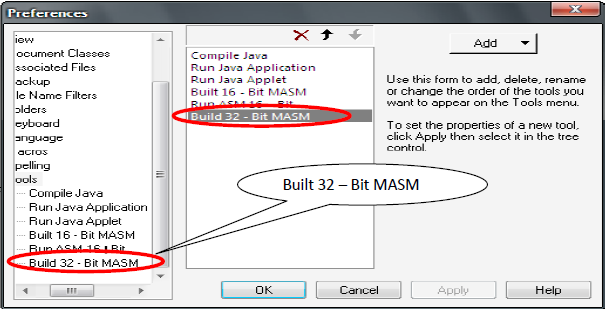 Preferences
iew
ocument Classes
ssociated Files
ackup
ile Name Filters
olders
eyboard
anguage
acros
pelling
ools
Compile Java
Run Java Application
Run Java Applet
Built 16 - Bit MASM
Run ASM-16 - Bit
Build 32 - Bit MASM
Compile Java
Run Java Application
Run Java Applet
Built 16 - Bit MASM
Run ASM-16 - Bit
Build 32 - Bit MASM
Add
Use this form to add, delete, rename
or change the order of the tools you
want to appear on the Tools menu.
To set the properties of a new tool,
click Apply then select it in the tree
control.
Built 32 – Bit MASM
OK
Cancel
Apply
Help